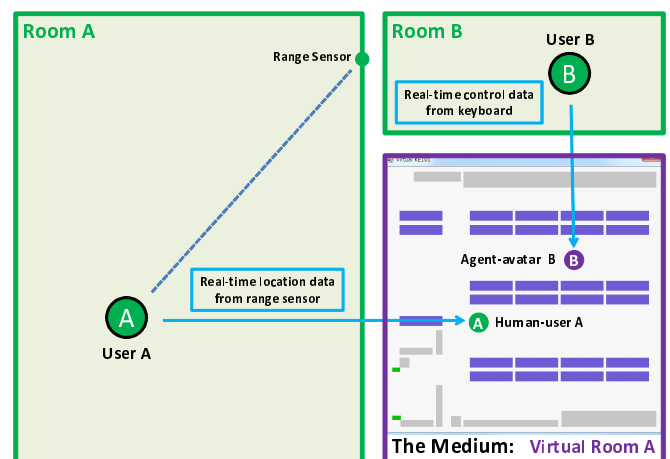 Room A
Range Sensor
Real-time location data
from range sensor
A
User A
Room B
User B
B
Real-time control data
from keyboard
Agent-avatar B
B
A
Human-user A
The Medium: Virtual Room A